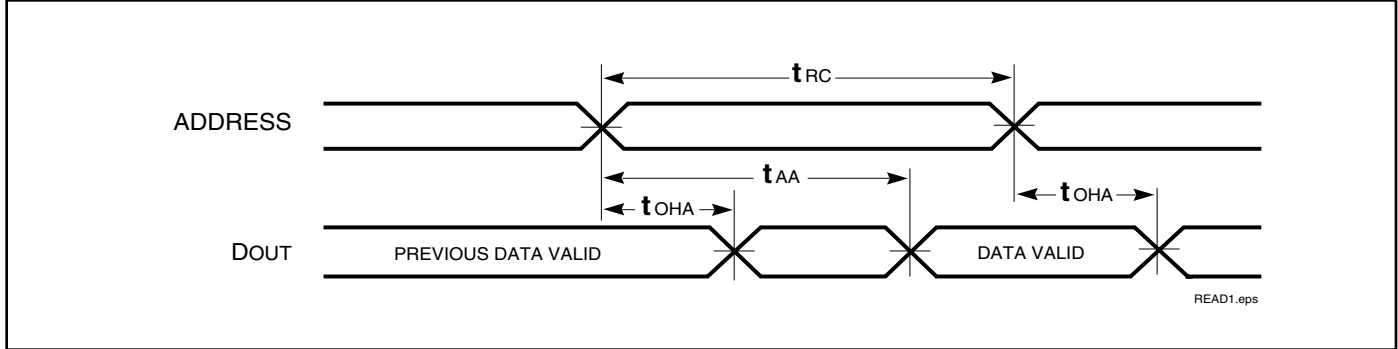 tRC
ADDRESS
tAA
tOHA
tOHA
DOUT
PREVIOUS DATA VALID
DATA VALID
READ1.eps